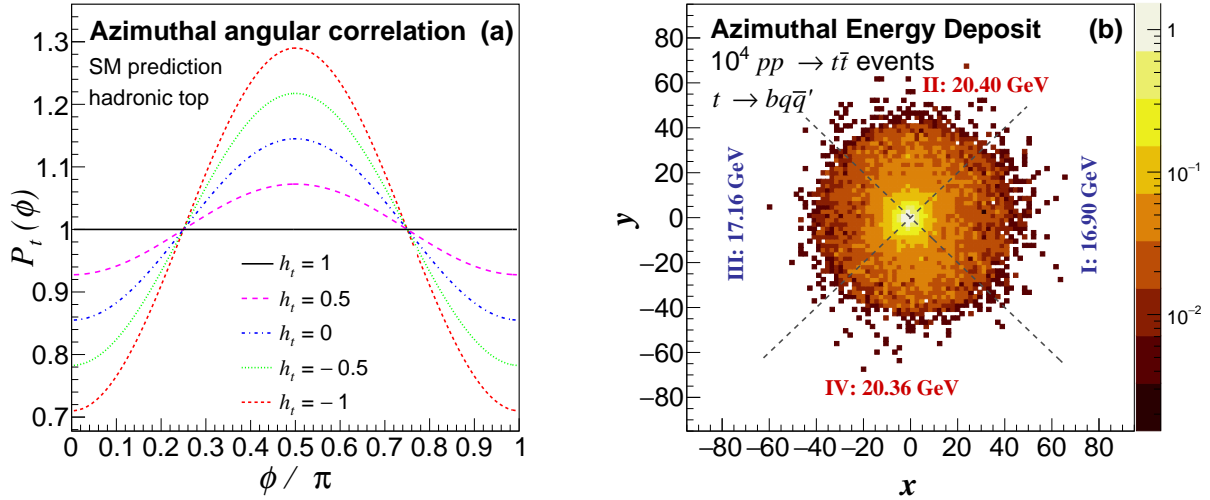 Azimuthal angular correlation (a)
SM prediction
hadronic top
P_t(ϕ)
1.3
1.2
1.1
1
0.9
0.8
0.7
h_t = 1
h_t = 0.5
h_t = 0
h_t = − 0.5
h_t = − 1
0 0.1 0.2 0.3 0.4 0.5 0.6 0.7 0.8 0.9 1
ϕ / π
Azimuthal Energy Deposit (b)
10⁴ pp → tt̄ events
t → bqq̄′
II: 20.40 GeV
III: 17.16 GeV
I: 16.90 GeV
IV: 20.36 GeV
y
80
60
40
20
0
−20
−40
−60
−80
−80 −60 −40 −20 0 20 40 60 80
x
1
10⁻¹
10⁻²